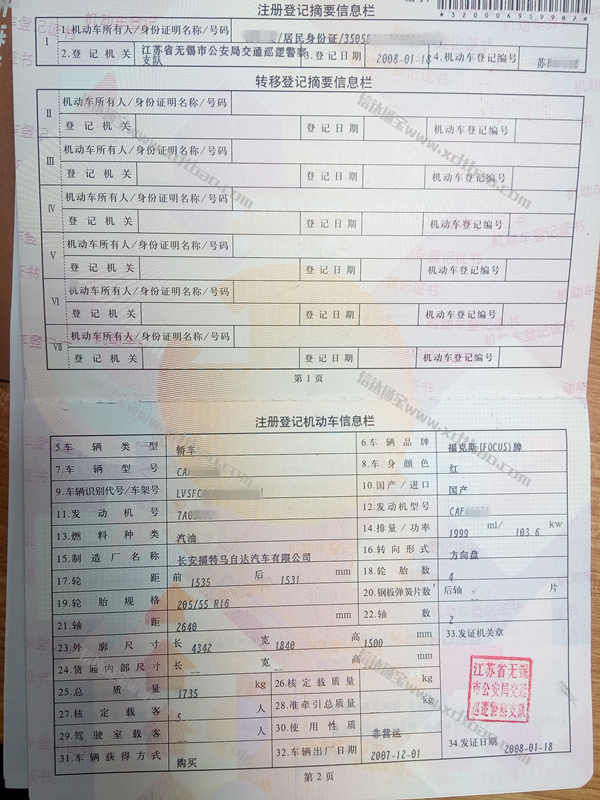 注册登记摘要信息栏
32000695998
I
1.机动车所有人/身份证明名称/号码
/居民身份证/35058
2.登记机关
江苏省无锡市公安局交通巡逻警察支队
3.登记日期
2008-01-18
4.机动车登记编号
苏B
转移登记摘要信息栏
II
机动车所有人/身份证明名称/号码
登记机关
登记日期
机动车登记编号
III
机动车所有人/身份证明名称/号码
登记机关
登记日期
机动车登记编号
IV
机动车所有人/身份证明名称/号码
登记机关
登记日期
机动车登记编号
V
机动车所有人/身份证明名称/号码
登记机关
登记日期
机动车登记编号
VI
机动车所有人/身份证明名称/号码
登记机关
登记日期
机动车登记编号
VII
机动车所有人/身份证明名称/号码
登记机关
登记日期
机动车登记编号
第1页
信达通宝www.xdtbao.com
注册登记机动车信息栏
5.车辆类型 轿车 6.车辆品牌 福克斯(FOCUS)牌
7.车辆型号 CA 8.车身颜色 红
9.车辆识别代号/车架号 LVSFC 10.国产/进口 国产
11.发动机号 7A0 12.发动机型号 CAF
13.燃料种类 汽油 14.排量/功率 1999 ml/ 103.6 kw
15.制造厂名称 长安福特马自达汽车有限公司 16.转向形式 方向盘
17.轮距 前 1535 后 1531 mm 18.轮胎数 4
19.轮胎规格 205/55 R16 20.钢板弹簧片数 后轴 -- 片
21.轴距 2640 mm 22.轴数 2
23.外廓尺寸 长 4342 宽 1840 高 1500 mm 33.发证机关章
24.货厢内部尺寸 长 -- 宽 -- 高 -- mm
25.总质量 1735 kg 26.核定载质量 -- kg
27.核定载客 5 人 28.准牵引总质量 -- kg
29.驾驶室载客 -- 人 30.使用性质 非营运
31.车辆获得方式 购买 32.车辆出厂日期 2007-12-01 34.发证日期 2008-01-18
江苏省无锡
市公安局交通
巡逻警察支队
第2页